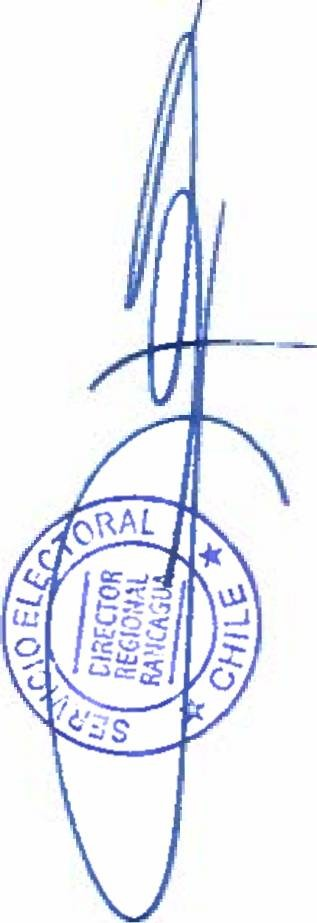 SERVICIO ELECTORAL
DIRECTOR
REGIONAL
RANCAGUA
★ CHILE ★